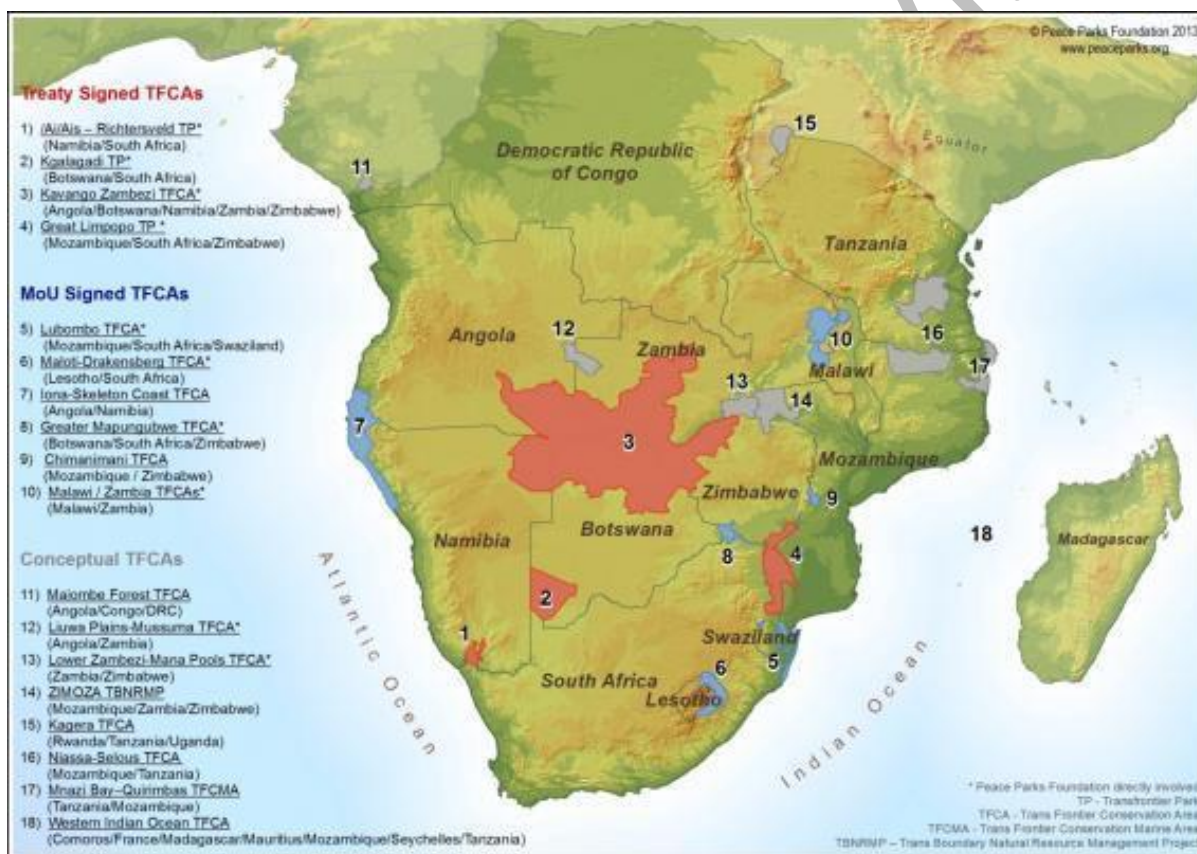 © Peace Parks Foundation 2013
www.peaceparks.org
Treaty Signed TFCAs
1) /Ai/Ais – Richtersveld TP*
(Namibia/South Africa)
2) Kgalagadi TP*
(Botswana/South Africa)
3) Kavango Zambezi TFCA*
(Angola/Botswana/Namibia/Zambia/Zimbabwe)
4) Great Limpopo TP *
(Mozambique/South Africa/Zimbabwe)
MoU Signed TFCAs
5) Lubombo TFCA*
(Mozambique/South Africa/Swaziland)
6) Maloti-Drakensberg TFCA*
(Lesotho/South Africa)
7) Iona-Skeleton Coast TFCA
(Angola/Namibia)
8) Greater Mapungubwe TFCA*
(Botswana/South Africa/Zimbabwe)
9) Chimanimani TFCA
(Mozambique / Zimbabwe)
10) Malawi / Zambia TFCAs*
(Malawi/Zambia)
Conceptual TFCAs
11) Maiombe Forest TFCA
(Angola/Congo/DRC)
12) Liuwa Plains-Mussuma TFCA*
(Angola/Zambia)
13) Lower Zambezi-Mana Pools TFCA*
(Zambia/Zimbabwe)
14) ZIMOZA TBNRMP
(Mozambique/Zambia/Zimbabwe)
15) Kagera TFCA
(Rwanda/Tanzania/Uganda)
16) Niassa-Selous TFCA
(Mozambique/Tanzania)
17) Mnazi Bay–Quirimbas TFCMA
(Tanzania/Mozambique)
18) Western Indian Ocean TFCA
(Comoros/France/Madagascar/Mauritius/Mozambique/Seychelles/Tanzania)
15
Equator
11
Democratic Republic
of Congo
Tanzania
16
12
Angola
Zambia
10
Malawi
17
13
14
7
3
Mozambique
Zimbabwe
9
Botswana
Namibia
8
4
18
Madagascar
2
1
Swaziland
5
6
South Africa
Lesotho
Atlantic Ocean
Indian Ocean
* Peace Parks Foundation directly involved
TP - Transfrontier Park
TFCA - Trans Frontier Conservation Area
TFCMA - Trans Frontier Conservation Marine Area
TBNRMP – Trans Boundary Natural Resource Management Project